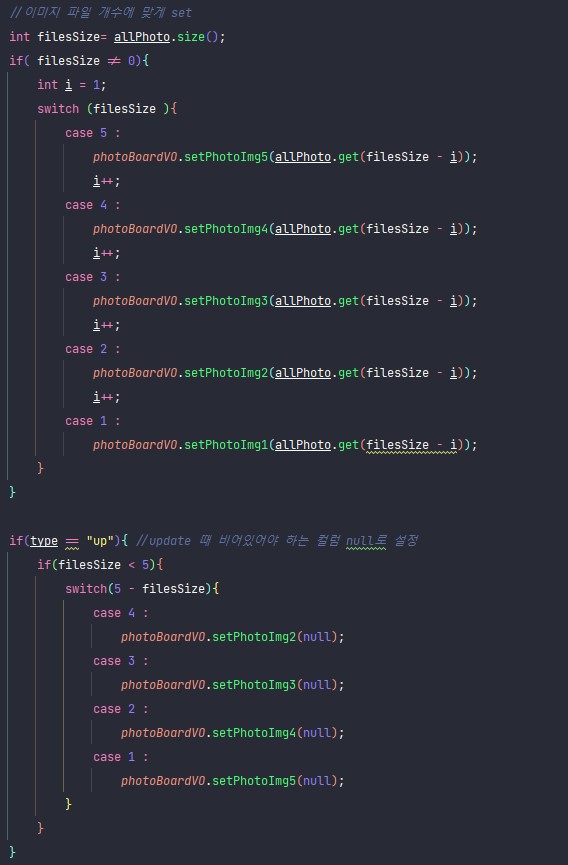 //이미지 파일 개수에 맞게 set
int filesSize= allPhoto.size();
if( filesSize ≠ 0){
int i = 1;
switch (filesSize ){
case 5 :
photoBoardVO.setPhotoImg5(allPhoto.get(filesSize - i));
i++;
case 4 :
photoBoardVO.setPhotoImg4(allPhoto.get(filesSize - i));
i++;
case 3 :
photoBoardVO.setPhotoImg3(allPhoto.get(filesSize - i));
i++;
case 2 :
photoBoardVO.setPhotoImg2(allPhoto.get(filesSize - i));
i++;
case 1 :
photoBoardVO.setPhotoImg1(allPhoto.get(filesSize - i));
}
}
if(type == "up"){ //update 때 비어있어야 하는 컬럼 null로 설정
if(filesSize < 5){
switch(5 - filesSize){
case 4 :
photoBoardVO.setPhotoImg2(null);
case 3 :
photoBoardVO.setPhotoImg3(null);
case 2 :
photoBoardVO.setPhotoImg4(null);
case 1 :
photoBoardVO.setPhotoImg5(null);
}
}
}